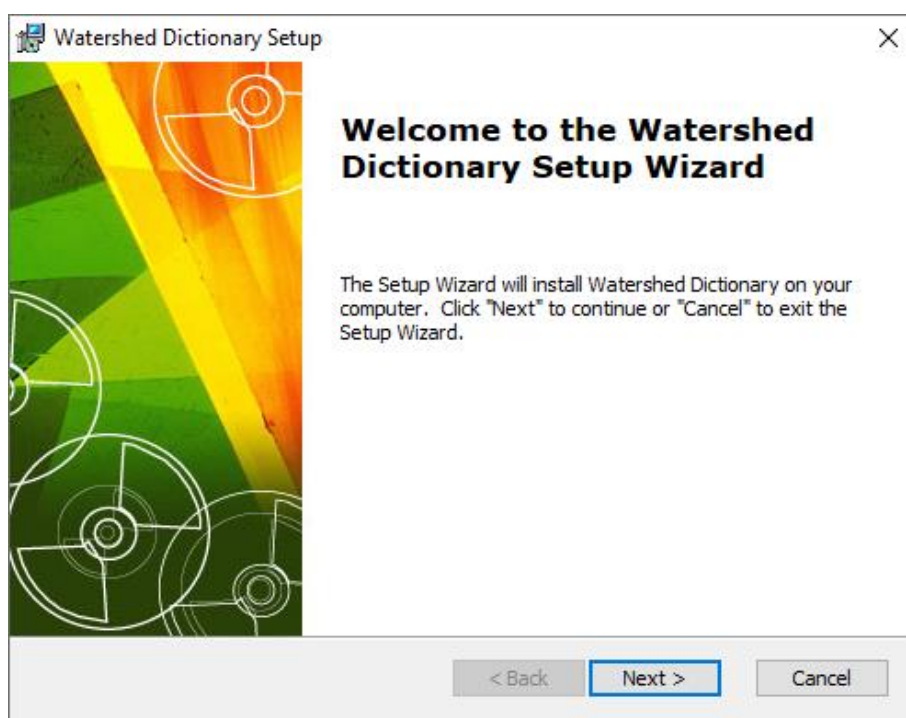 Watershed Dictionary Setup
Welcome to the Watershed
Dictionary Setup Wizard
The Setup Wizard will install Watershed Dictionary on your
computer.  Click "Next" to continue or "Cancel" to exit the
Setup Wizard.
< Back
Next >
Cancel